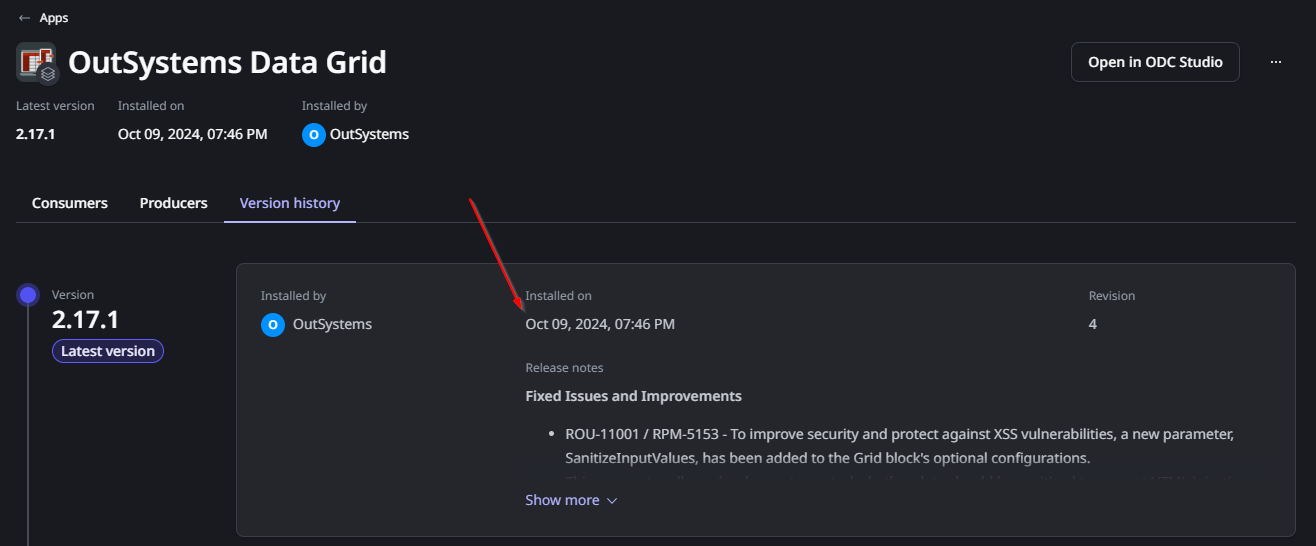 ← Apps
OutSystems Data Grid
Open in ODC Studio
...
Latest version Installed on Installed by
2.17.1 Oct 09, 2024, 07:46 PM O OutSystems
Consumers Producers Version history
Version
2.17.1
Latest version
Installed by Installed on Revision
O OutSystems Oct 09, 2024, 07:46 PM 4
Release notes
Fixed Issues and Improvements
• ROU-11001 / RPM-5153 - To improve security and protect against XSS vulnerabilities, a new parameter,
SanitizeInputValues, has been added to the Grid block's optional configurations.
Show more